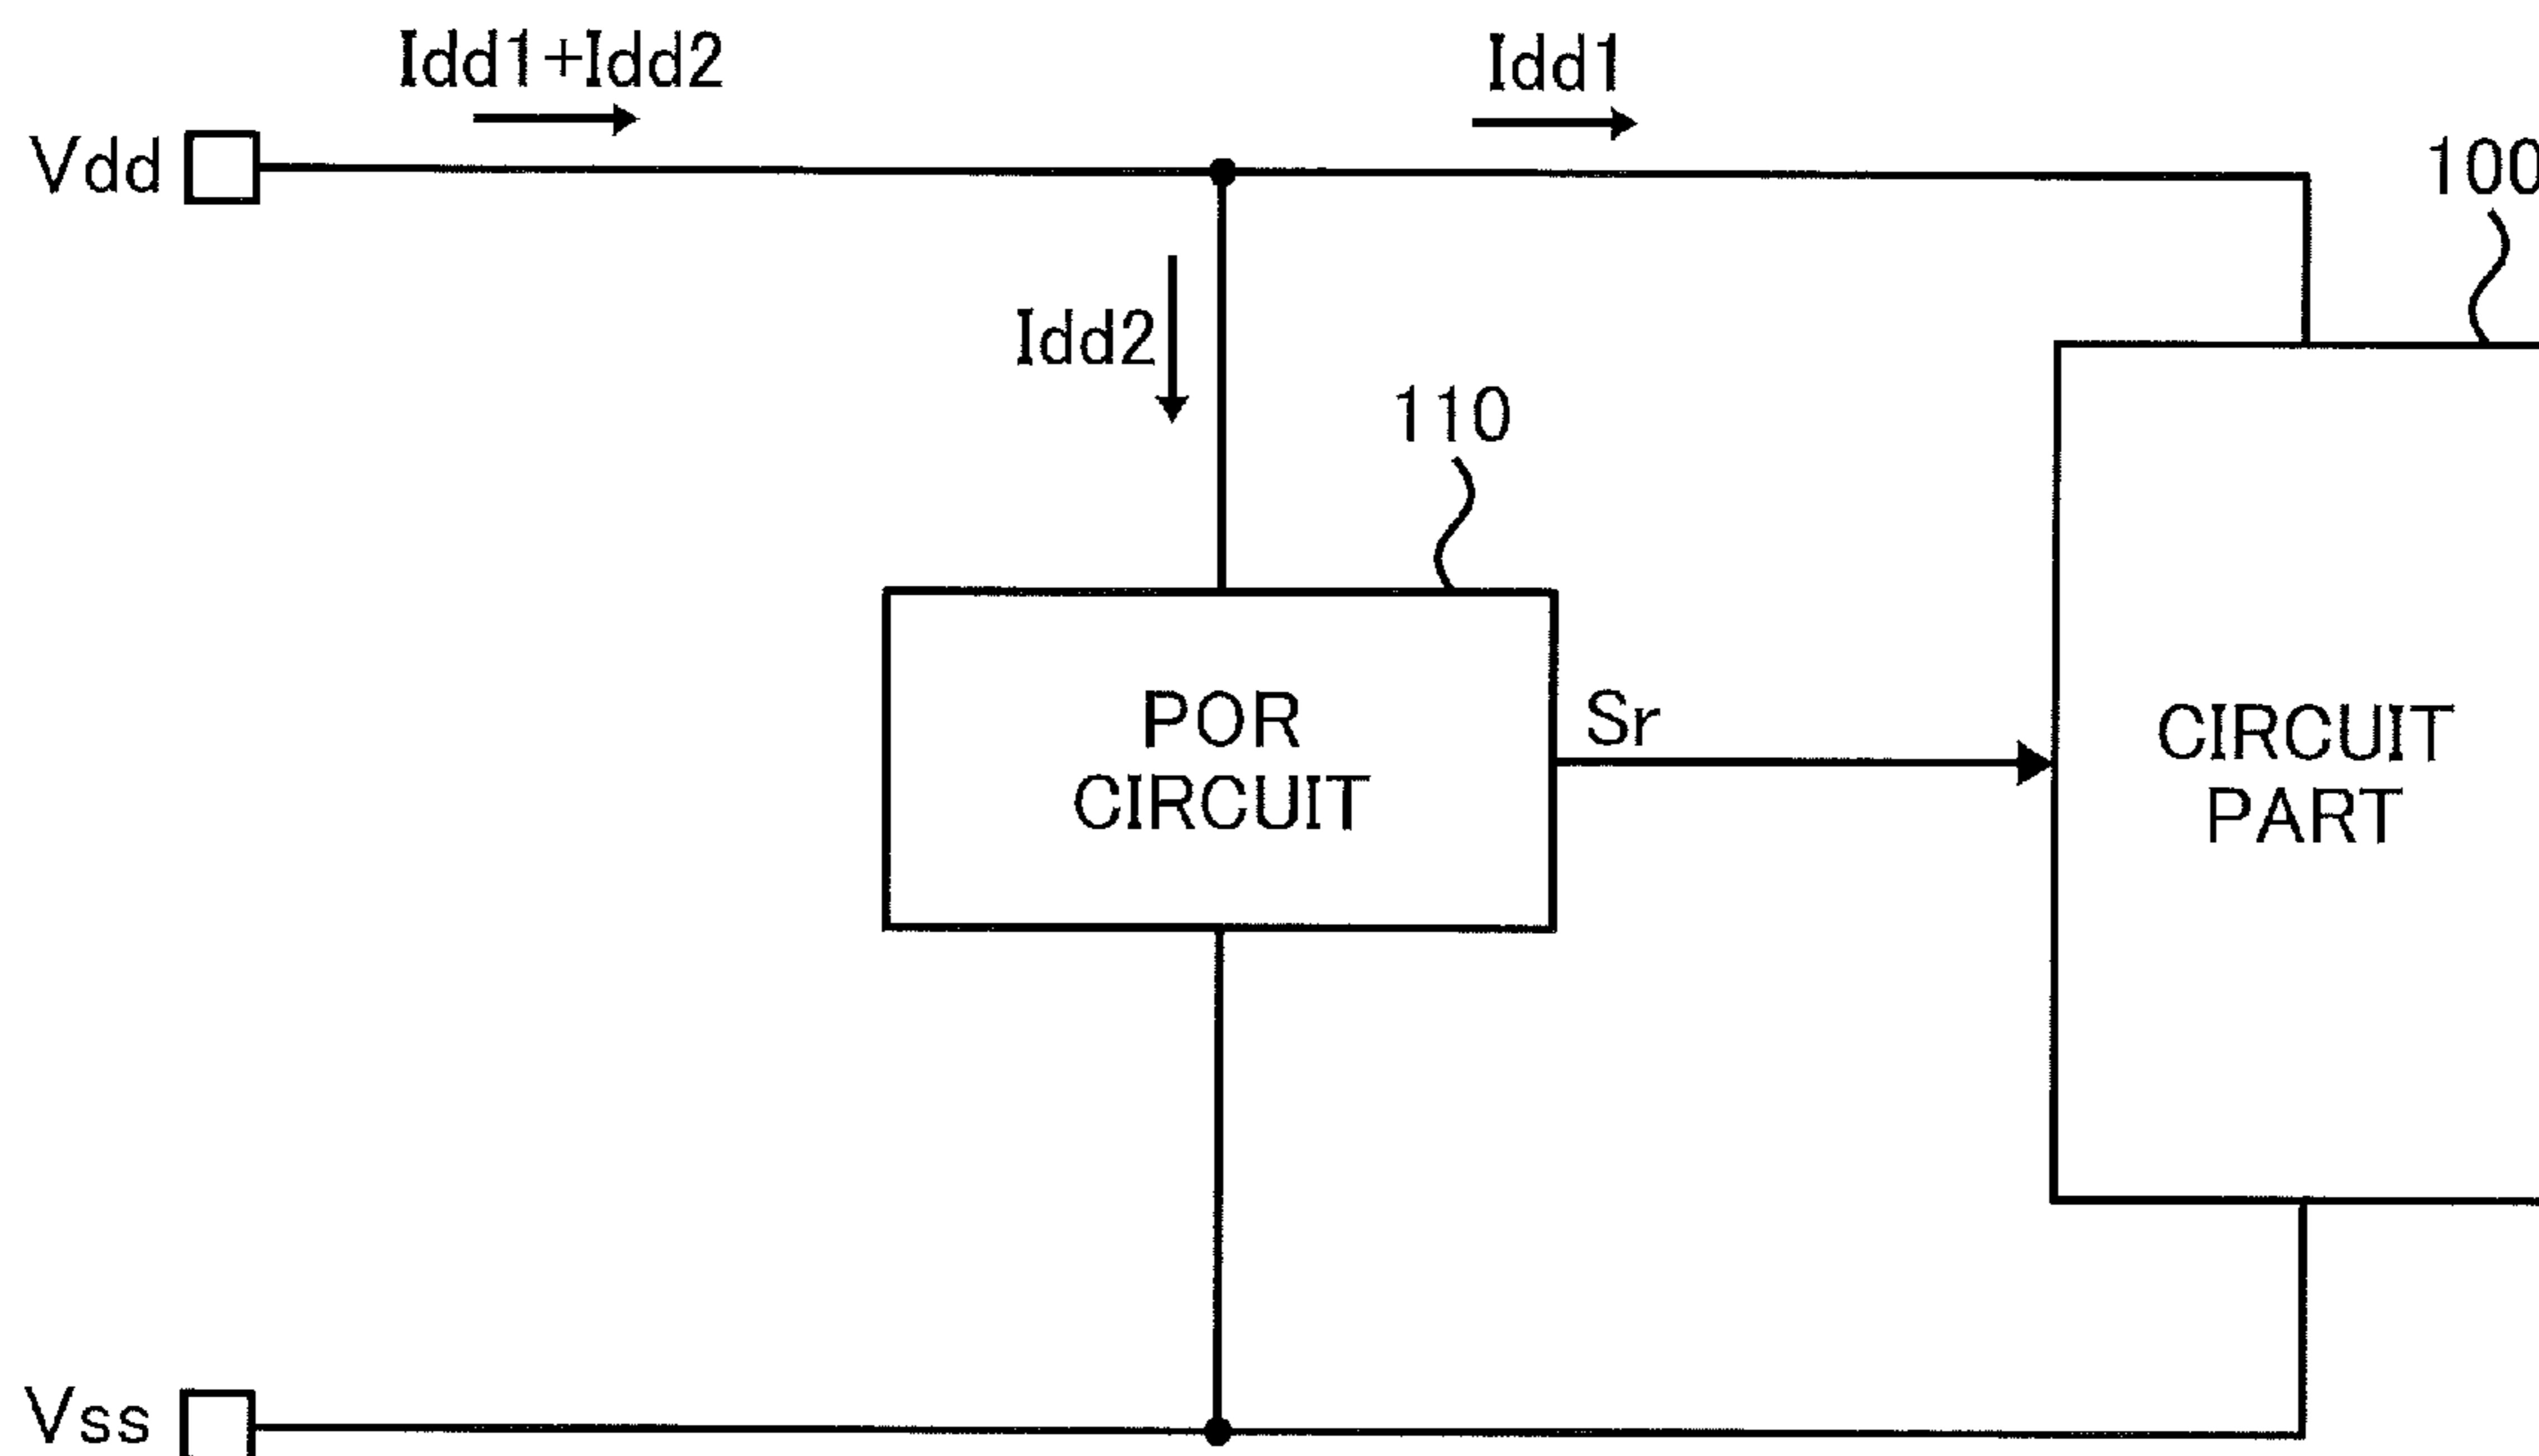 Idd1+Idd2
Idd1
Vdd
100
Idd2
110
POR
CIRCUIT
Sr
CIRCUIT
PART
Vss